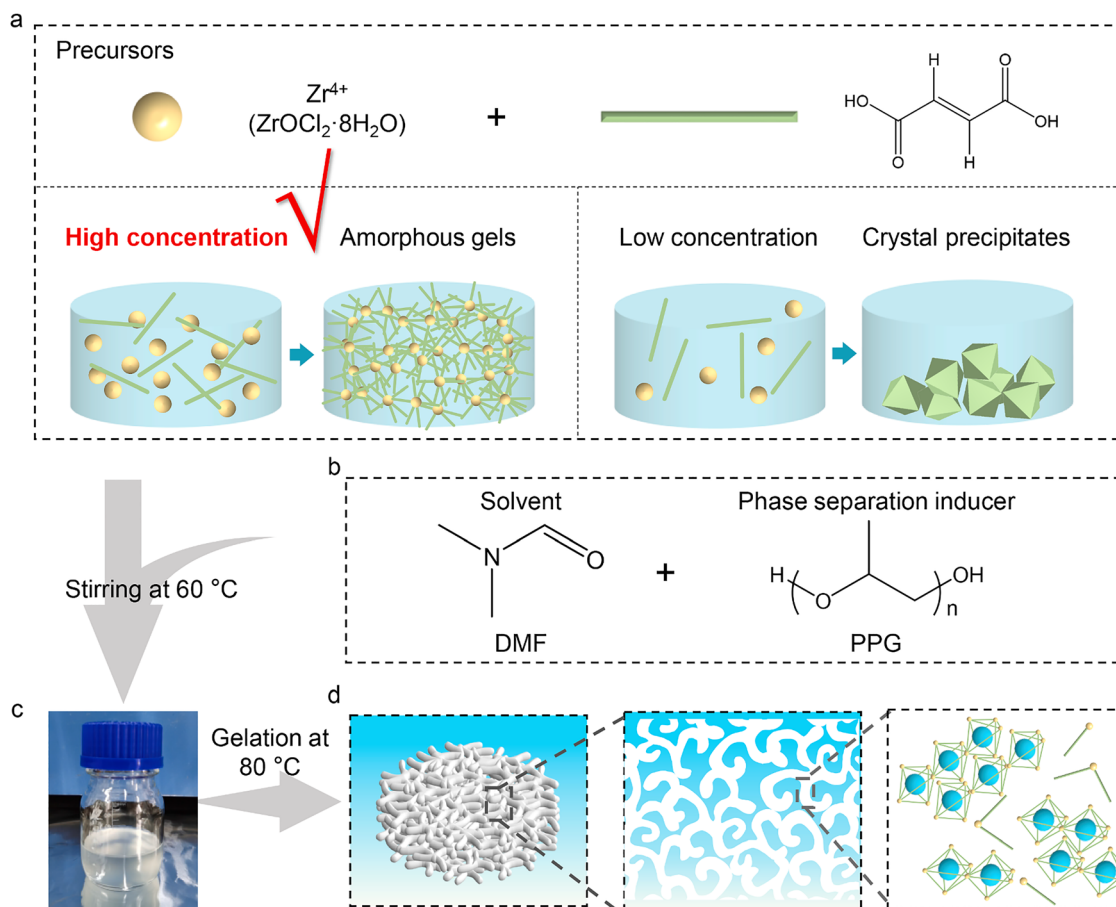 a
Precursors
Zr⁴⁺
(ZrOCl₂·8H₂O)
+
HO
O
H
H
O
OH
High concentration
Amorphous gels
Low concentration
Crystal precipitates
b
Solvent
Phase separation inducer
N
O
+
H
O
n
OH
DMF
PPG
Stirring at 60 °C
c
Gelation at
80 °C
d